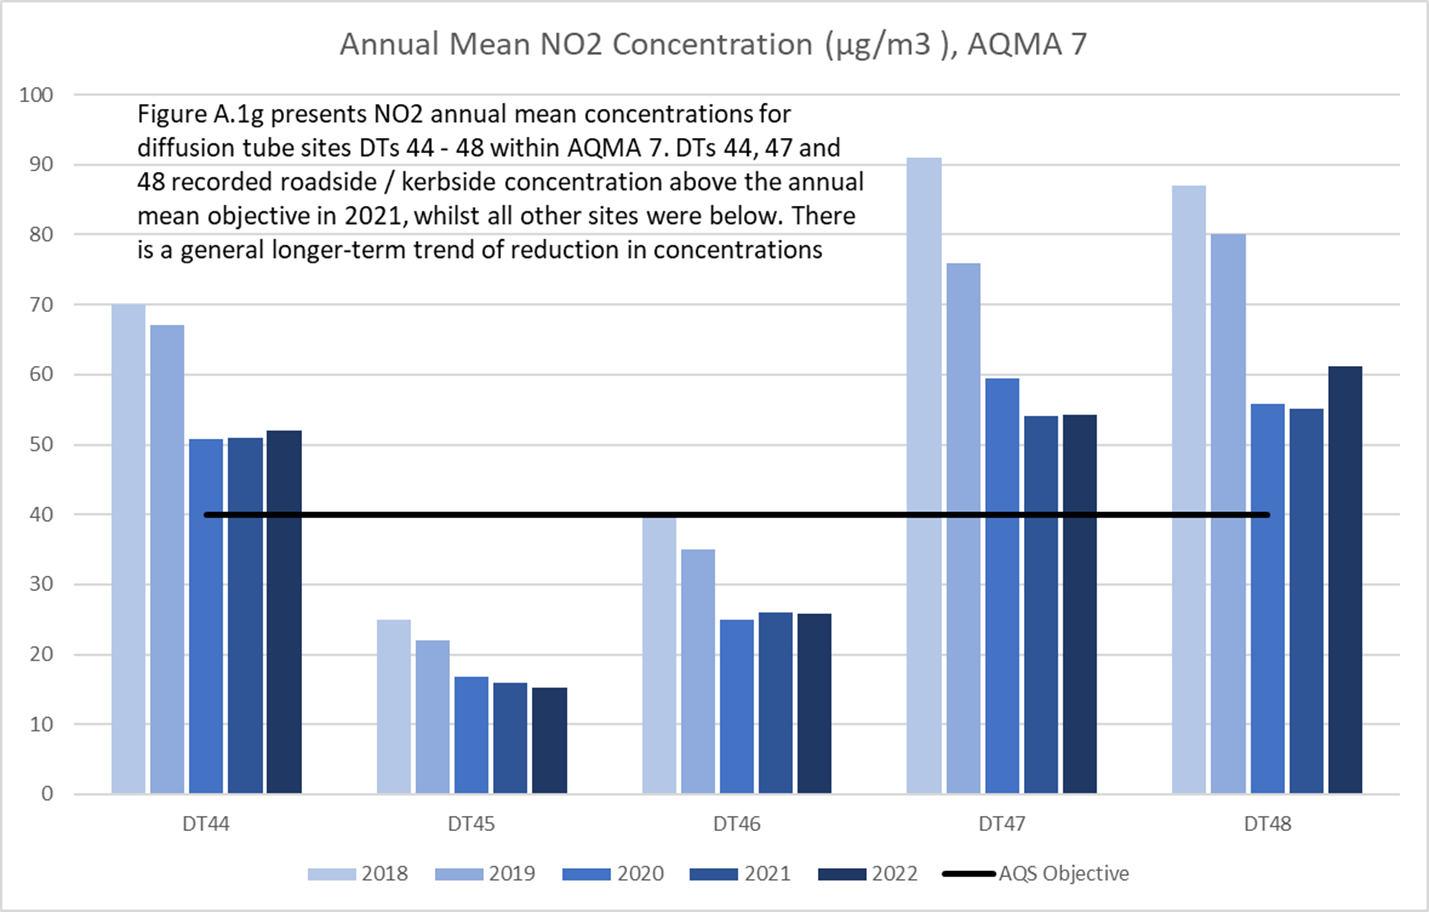 Annual Mean NO2 Concentration (µg/m3 ), AQMA 7
Figure A.1g presents NO2 annual mean concentrations for
diffusion tube sites DTs 44 - 48 within AQMA 7. DTs 44, 47 and
48 recorded roadside / kerbside concentration above the annual
mean objective in 2021, whilst all other sites were below. There
is a general longer-term trend of reduction in concentrations
100
90
80
70
60
50
40
30
20
10
0
DT44 DT45 DT46 DT47 DT48
2018 2019 2020 2021 2022 AQS Objective